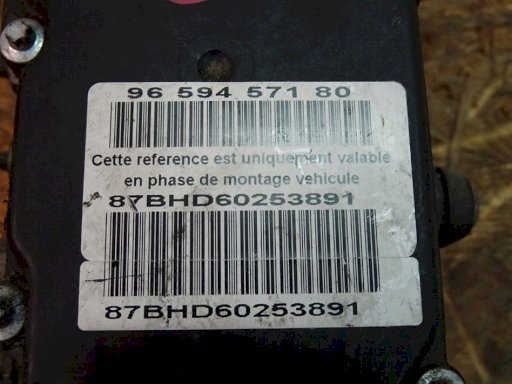 96 594 571 80
Cette reference est uniquement valable
en phase de montage vehicule
87BHD60253891
87BHD60253891